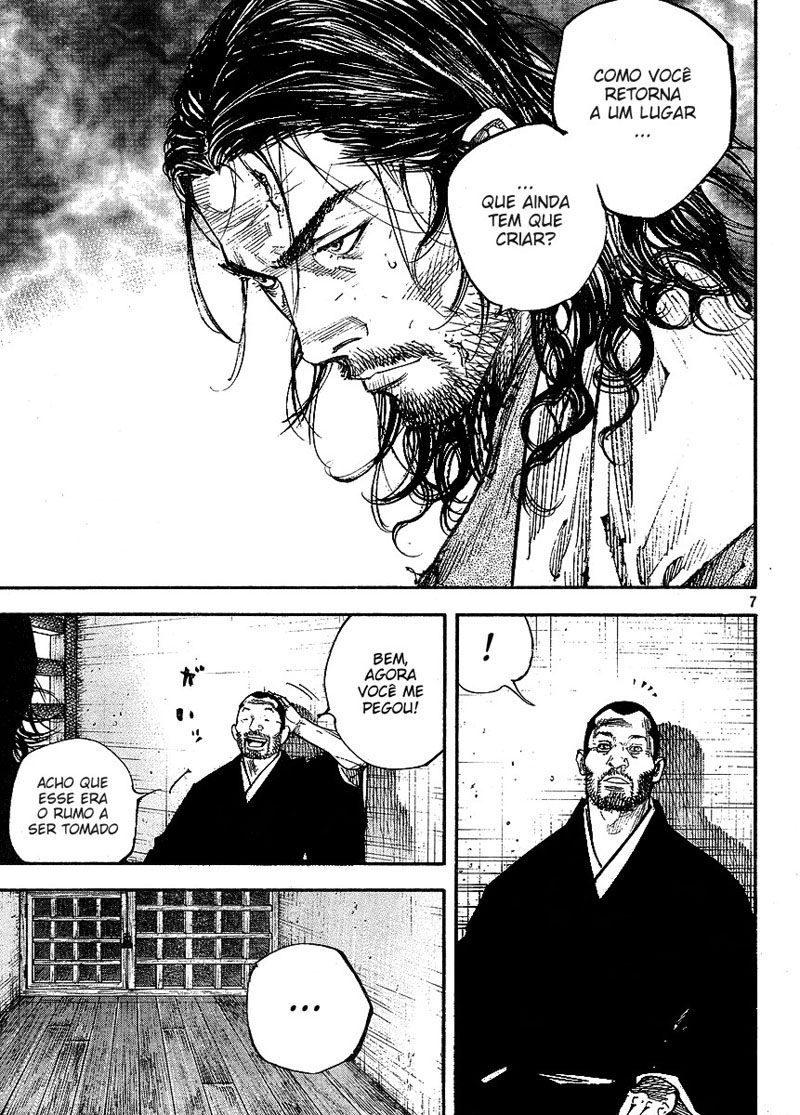 COMO VOCÊ
RETORNA
A UM LUGAR
...
...
QUE AINDA
TEM QUE
CRIAR?
7
!
BEM,
AGORA
VOCÊ ME
PEGOU!
ACHO QUE
ESSE ERA
O RUMO A
SER TOMADO
...